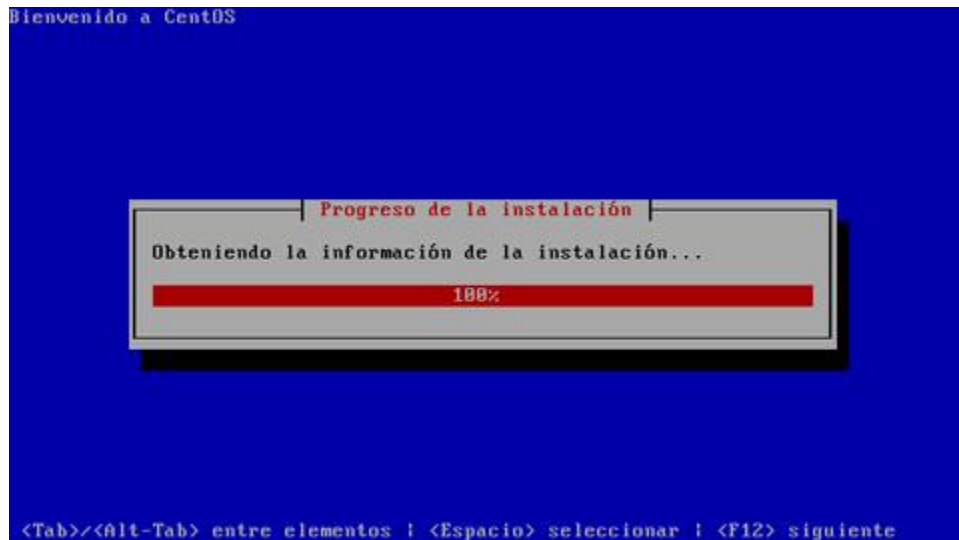 Bienvenido a CentOS
Progreso de la instalación
Obteniendo la información de la instalación...
100%
<Tab>/<Alt-Tab> entre elementos | <Espacio> seleccionar | <F12> siguiente